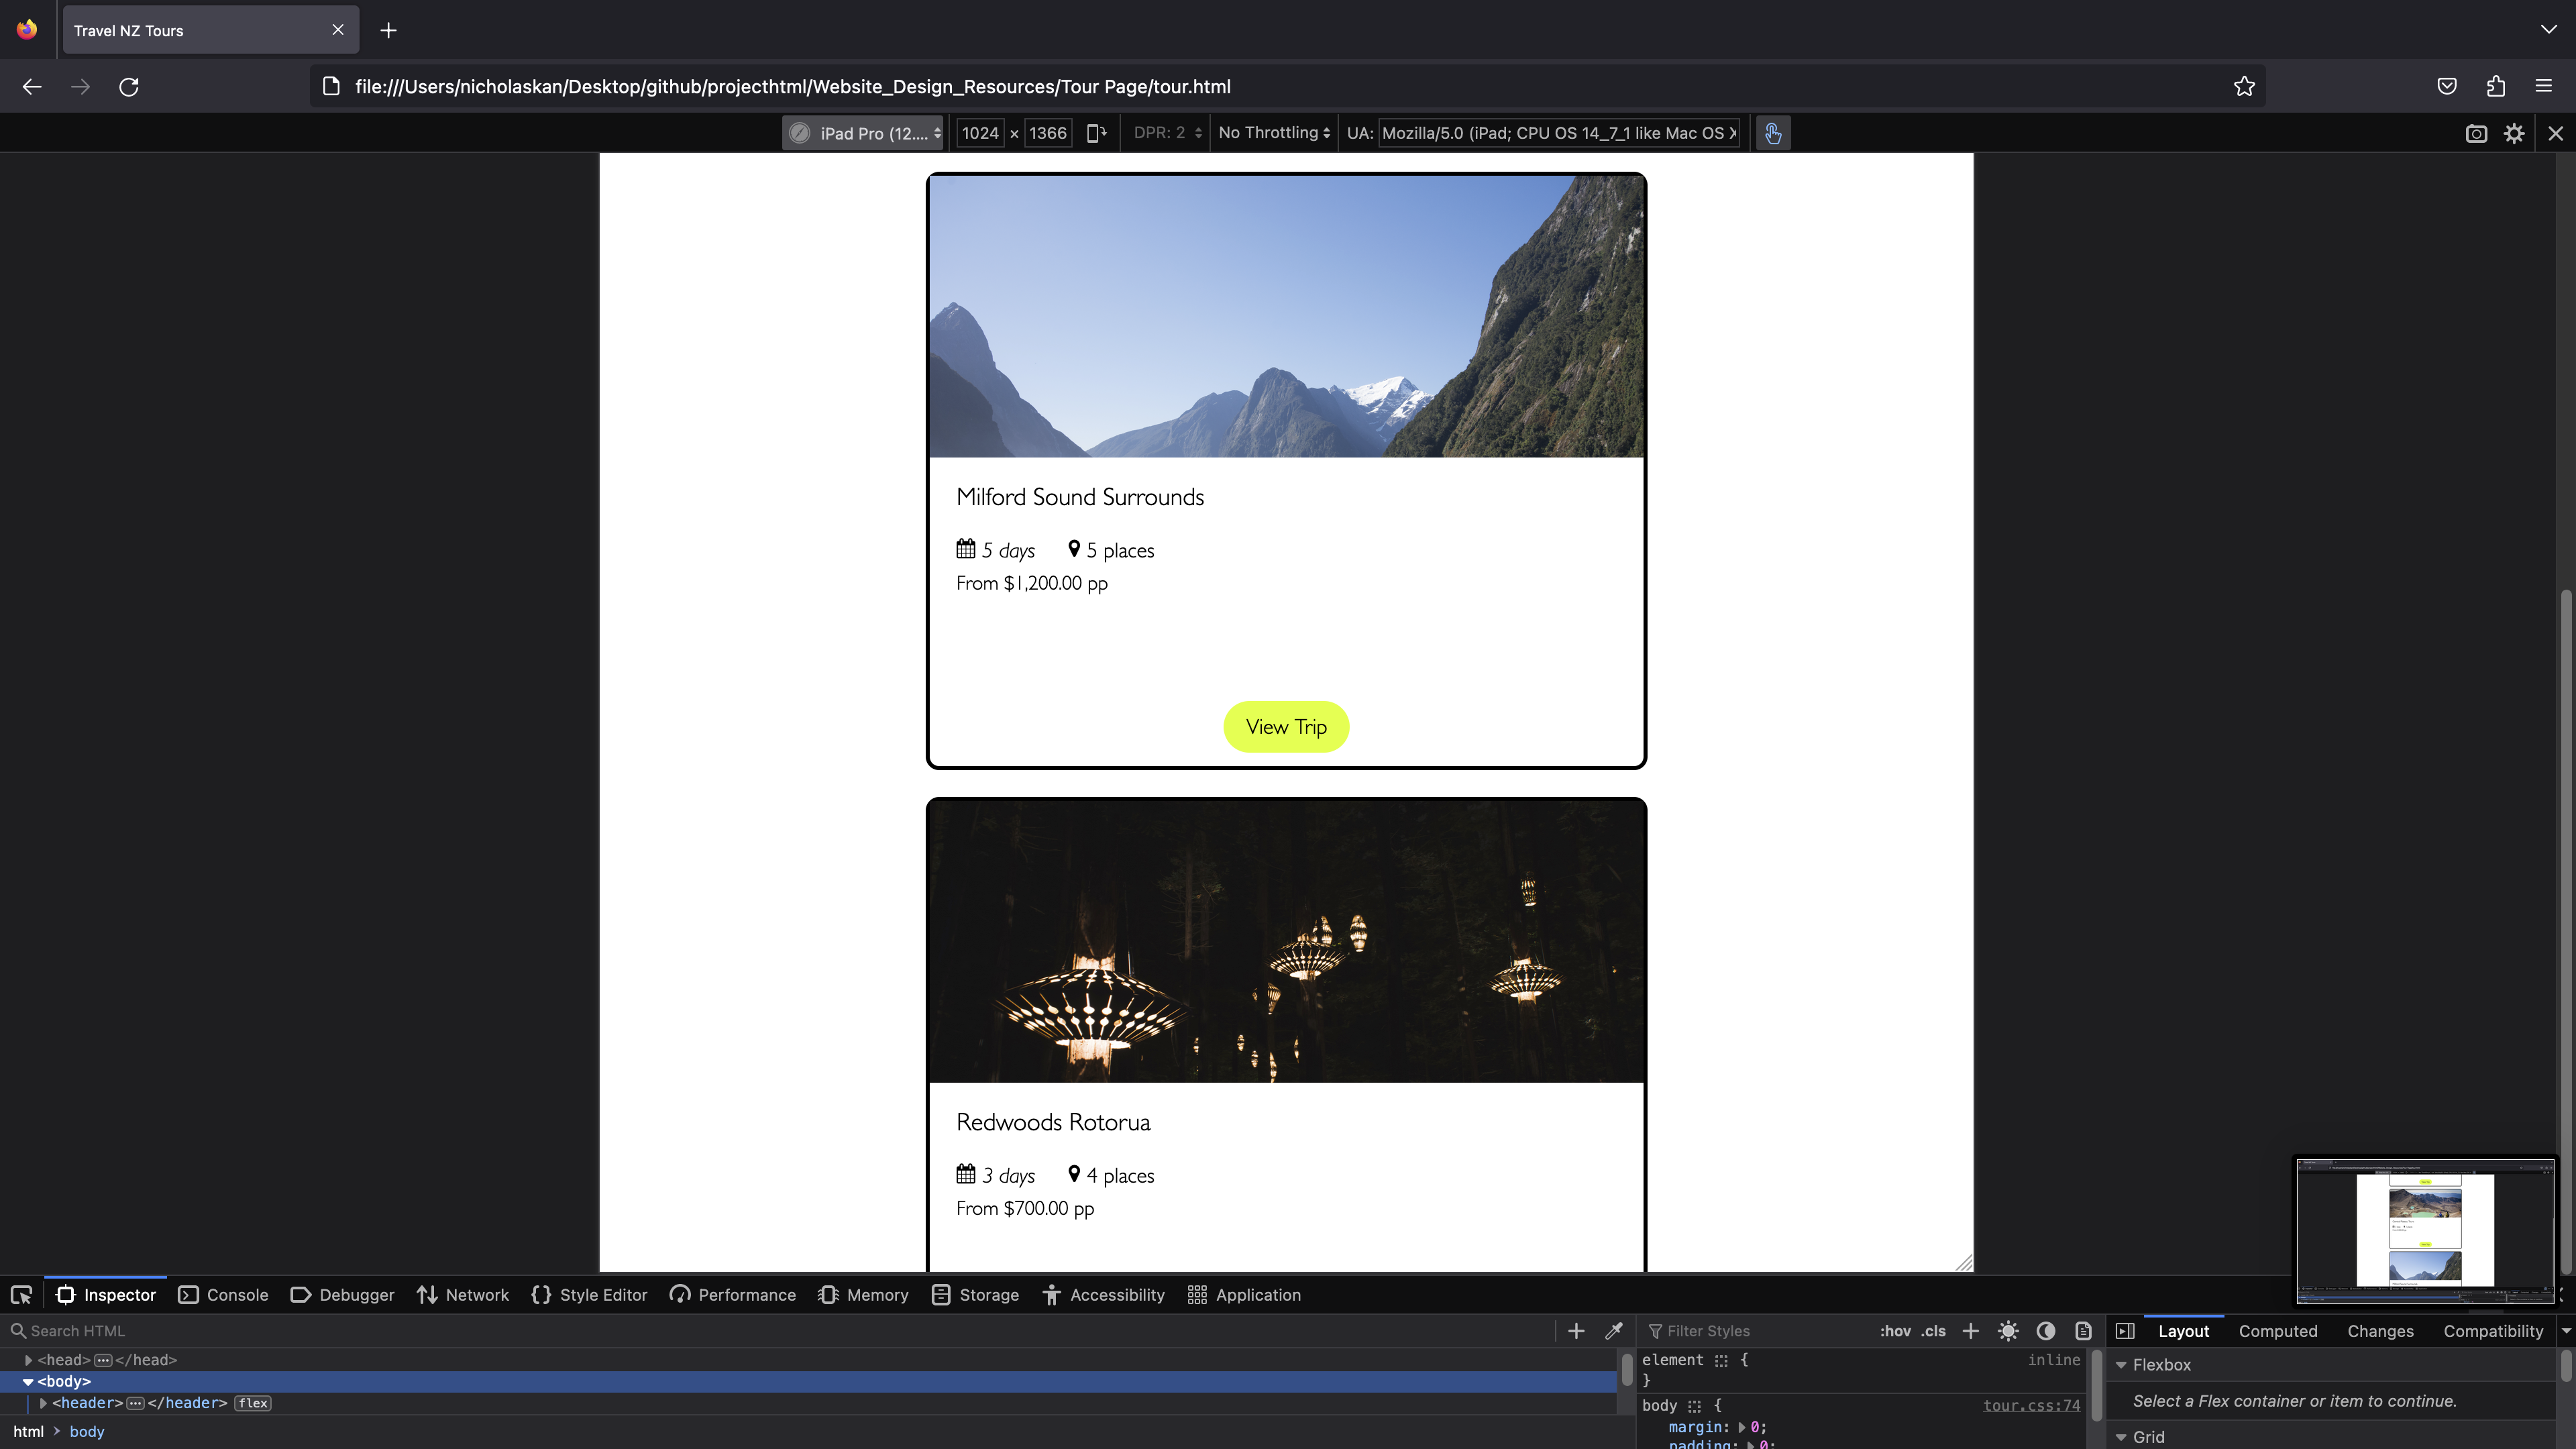 Travel NZ Tours
file:///Users/nicholaskan/Desktop/github/projecthtml/Website_Design_Resources/Tour Page/tour.html
iPad Pro (12.... 1024 × 1366 DPR: 2 No Throttling UA: Mozilla/5.0 (iPad; CPU OS 14_7_1 like Mac OS X
Milford Sound Surrounds
5 days 5 places
From $1,200.00 pp
View Trip
Redwoods Rotorua
3 days 4 places
From $700.00 pp
Inspector Console Debugger Network Style Editor Performance Memory Storage Accessibility Application
Search HTML
Filter Styles :hov .cls
Layout Computed Changes Compatibility
<head> ... </head>
<body>
<header> ... </header> flex
html > body
element { inline
}
body { tour.css:74
margin: 0;
padding: 0;
Flexbox
Select a Flex container or item to continue.
Grid